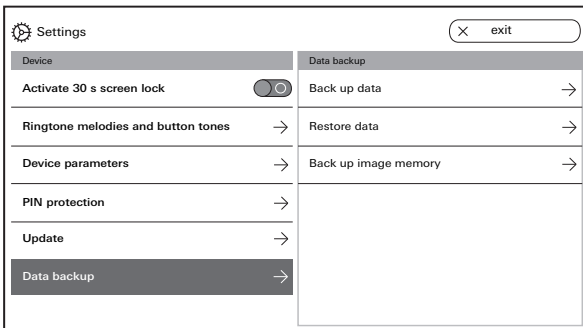 Settings
exit
Device
Activate 30 s screen lock
Ringtone melodies and button tones
Device parameters
PIN protection
Update
Data backup
Data backup
Back up data
Restore data
Back up image memory